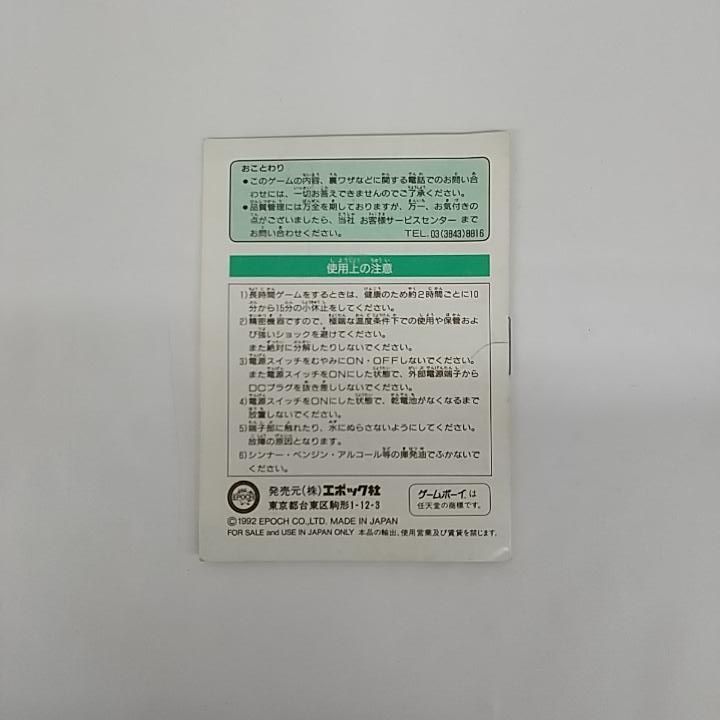 おことわり
●このゲームの内容、裏ワザなどに関する電話でのお問い合
わせには、一切お答えできませんのでご了承ください。
●品質管理には万全を期しておりますが、万一、お気付きの
点がございましたら、当社 お客様サービスセンター まで
お問い合わせください。 TEL.03(3843)8816
使用上の注意
1)長時間ゲームをするときは、健康のため約2時間ごとに10
分から15分の小休止をしてください。
2)精密機器ですので、極端な温度条件下での使用や保管およ
び強いショックを避けてください。
また絶対に分解したりしないでください。
3)電源スイッチをむやみにON・OFFしないでください。
また電源スイッチをONにした状態で、外部電源端子から
DCプラグを抜き差ししないでください。
4)電源スイッチをONにした状態で、乾電池がなくなるまで
放置しないでください。
5)端子部に触れたり、水にぬらさないようにしてください。
故障の原因となります。
6)シンナー・ベンジン・アルコール等の揮発油でふかないで
ください。
EPOCH
発売元(株)エポック社
東京都台東区駒形1-12-3
ゲームボーイは
任天堂の商標です。
©1992 EPOCH CO.,LTD. MADE IN JAPAN
FOR SALE and USE IN JAPAN ONLY 本品の輸出、使用営業及び賃貸を禁じます。